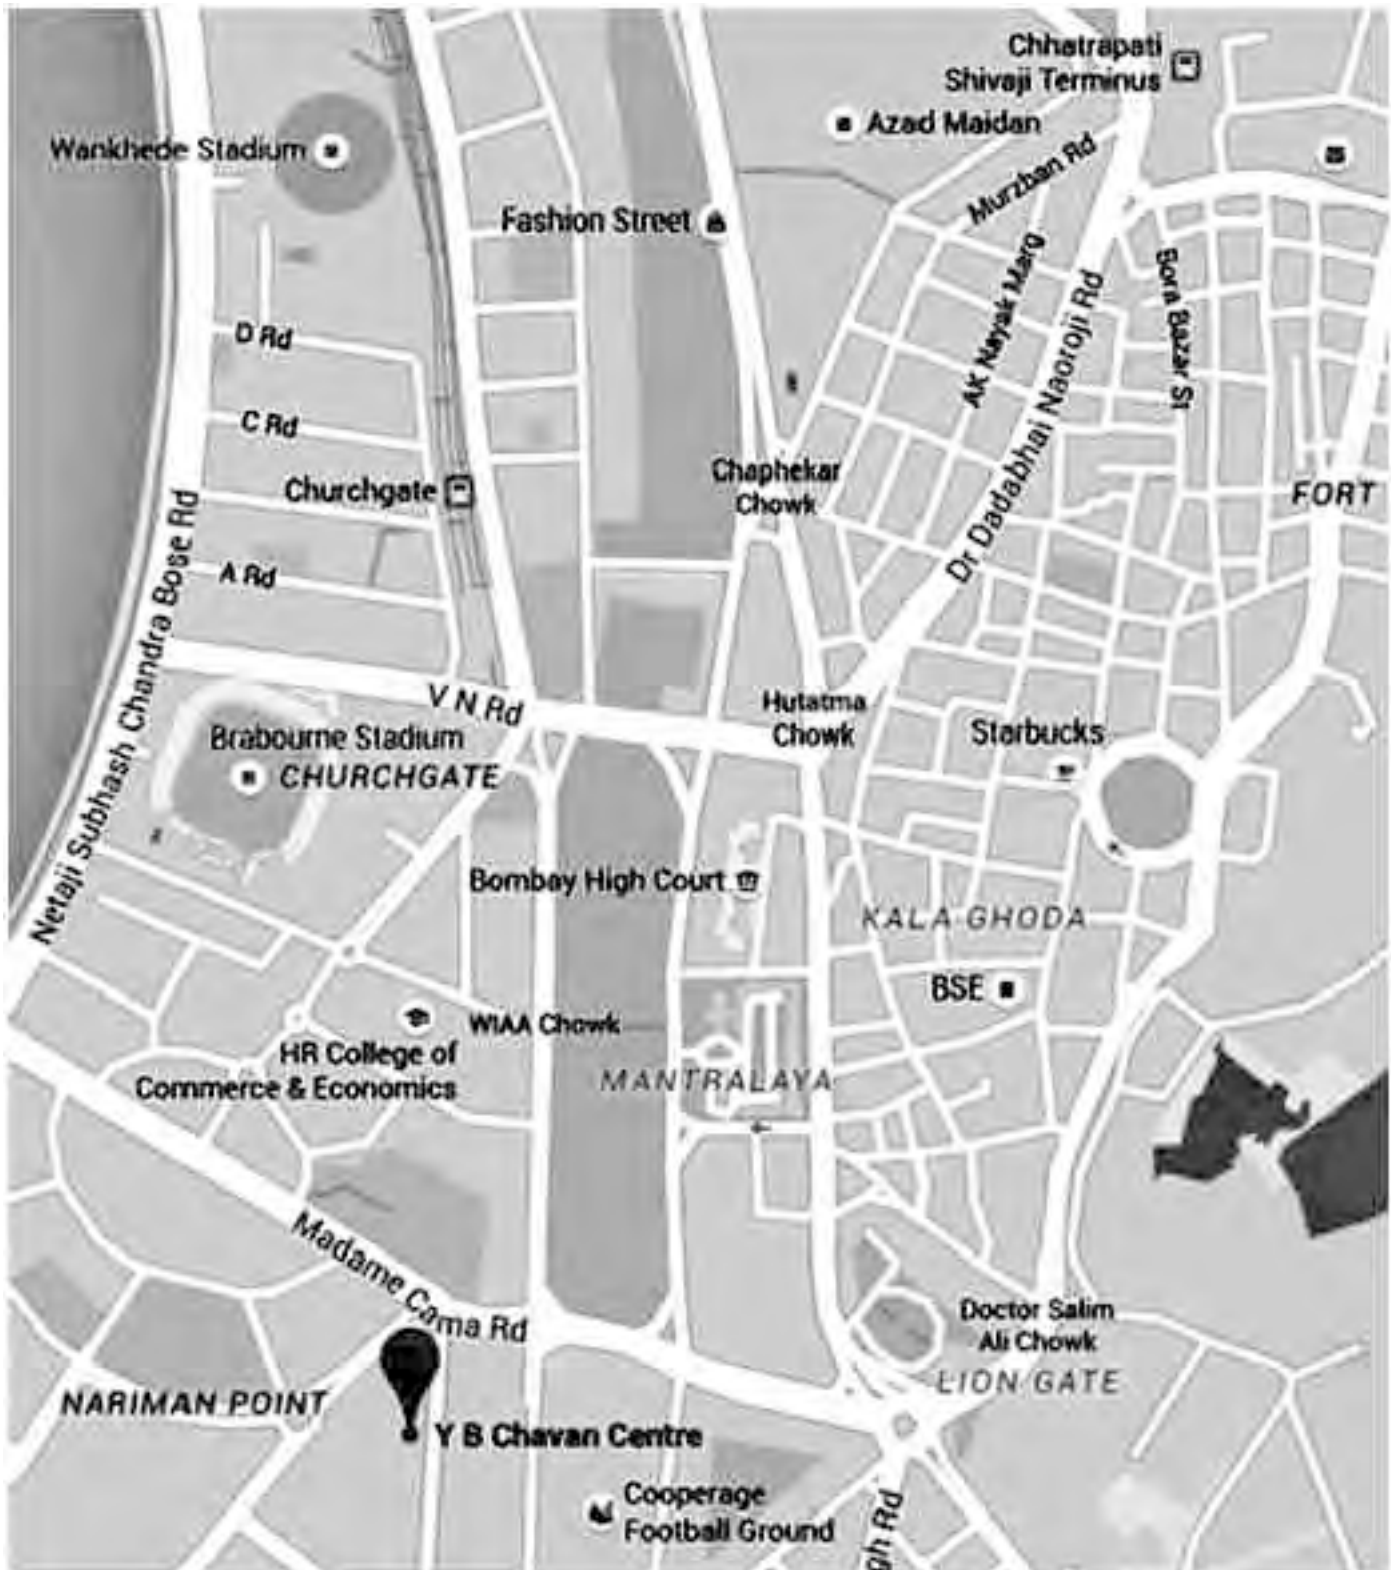 Chhatrapati
Shivaji Terminus
Azad Maidan
Wankhede Stadium
Murzban Rd
Fashion Street
AK Nayak Marg
Bora Bazar St
Dr Dadabhai Naoroji Rd
D Rd
C Rd
Chaphekar
Chowk
Churchgate
FORT
A Rd
Netaji Subhash Chandra Bose Rd
V N Rd
Hutatma
Chowk
Starbucks
Brabourne Stadium
CHURCHGATE
Bombay High Court
KALA GHODA
BSE
WIAA Chowk
HR College of
Commerce & Economics
MANTRALAYA
Madame Cama Rd
Doctor Salim
Ali Chowk
LION GATE
NARIMAN POINT
Y B Chavan Centre
Cooperage
Football Ground
gh Rd